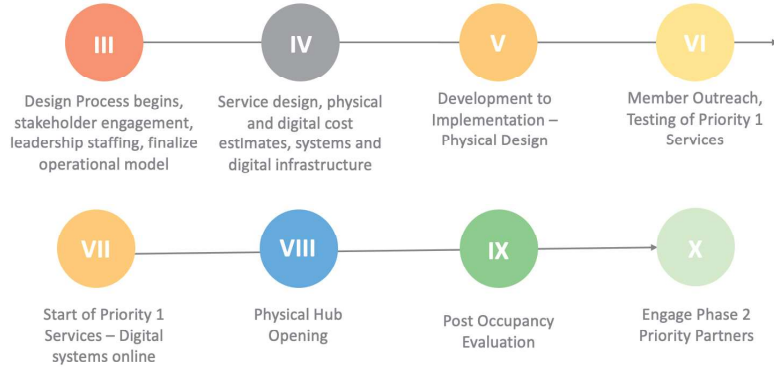 III
IV
V
VI
Design Process begins,
stakeholder engagement,
leadership staffing, finalize
operational model
Service design, physical
and digital cost
estimates, systems and
digital infrastructure
Development to
Implementation –
Physical Design
Member Outreach,
Testing of Priority 1
Services
VII
VIII
IX
X
Start of Priority 1
Services – Digital
systems online
Physical Hub
Opening
Post Occupancy
Evaluation
Engage Phase 2
Priority Partners